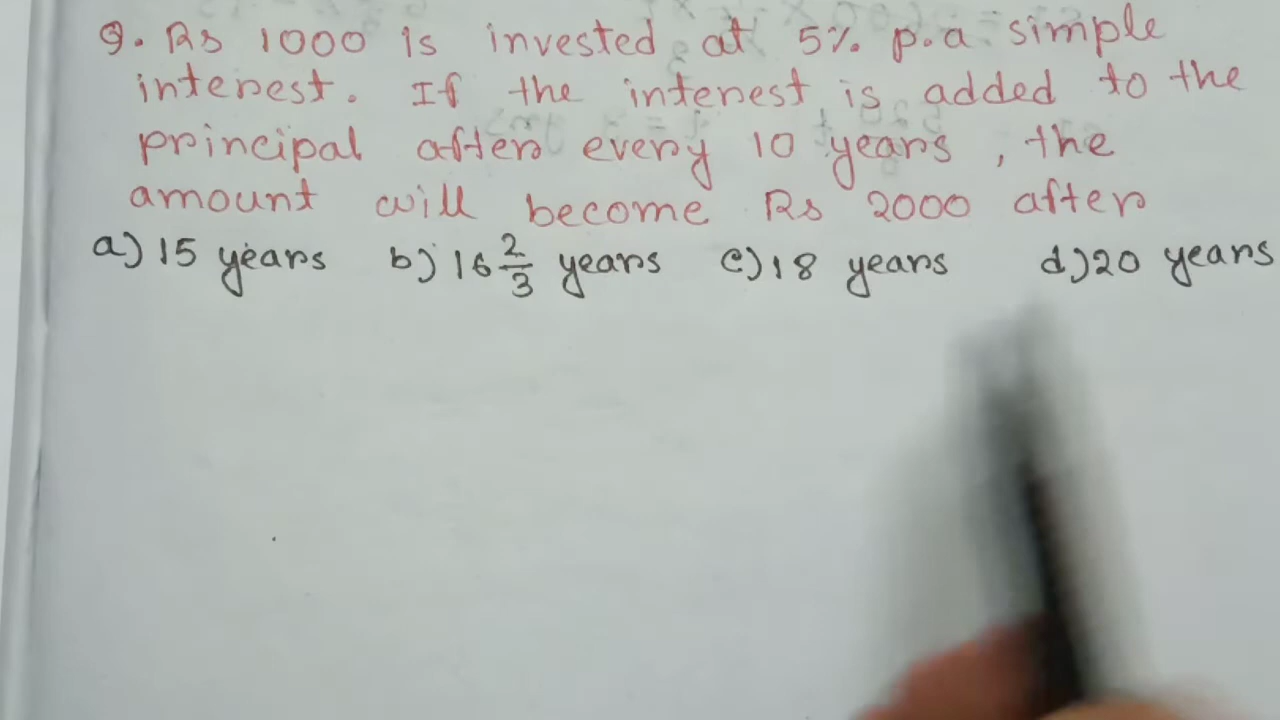 9. Rs 1000 is invested at 5% p.a. simple
interest. If the interest is added to the
principal after every 10 years, the
amount will become Rs 2000 after
a) 15 years b) 16 2/3 years c) 18 years d) 20 years